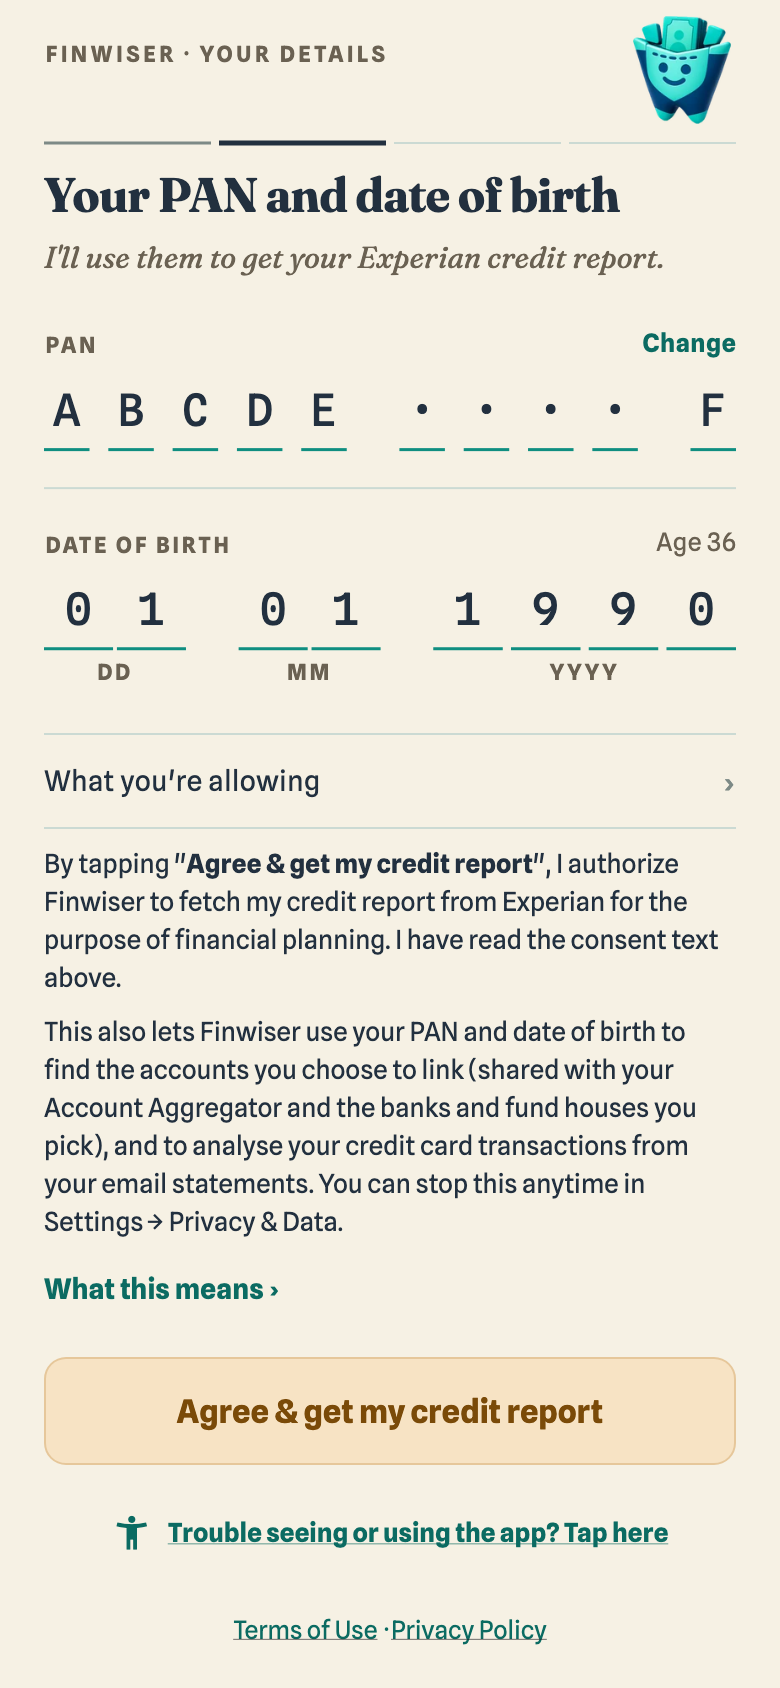 FINWISER · YOUR DETAILS
Your PAN and date of birth
I'll use them to get your Experian credit report.
PAN Change
A B C D E • • • • F
DATE OF BIRTH Age 36
0 1 0 1 1 9 9 0
DD MM YYYY
What you're allowing ›
By tapping "Agree & get my credit report", I authorize
Finwiser to fetch my credit report from Experian for the
purpose of financial planning. I have read the consent text
above.
This also lets Finwiser use your PAN and date of birth to
find the accounts you choose to link (shared with your
Account Aggregator and the banks and fund houses you
pick), and to analyse your credit card transactions from
your email statements. You can stop this anytime in
Settings → Privacy & Data.
What this means ›
Agree & get my credit report
Trouble seeing or using the app? Tap here
Terms of Use · Privacy Policy